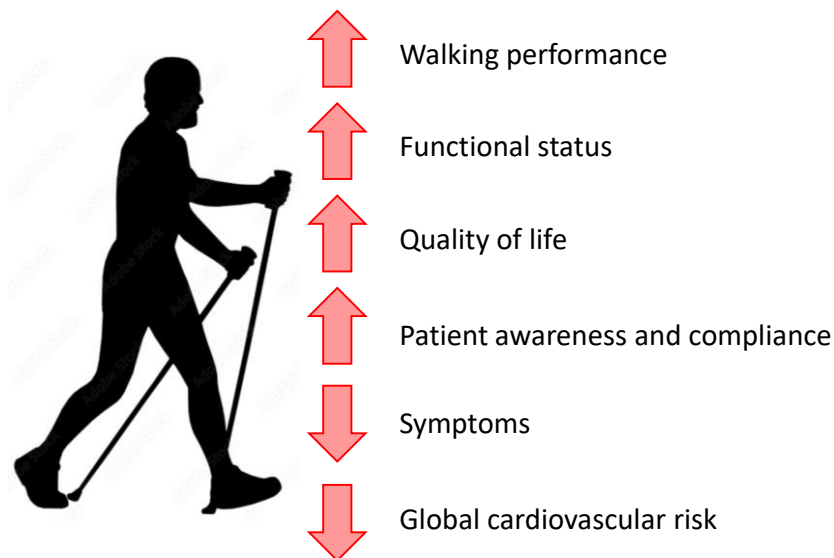 Walking performance
Functional status
Quality of life
Patient awareness and compliance
Symptoms
Global cardiovascular risk